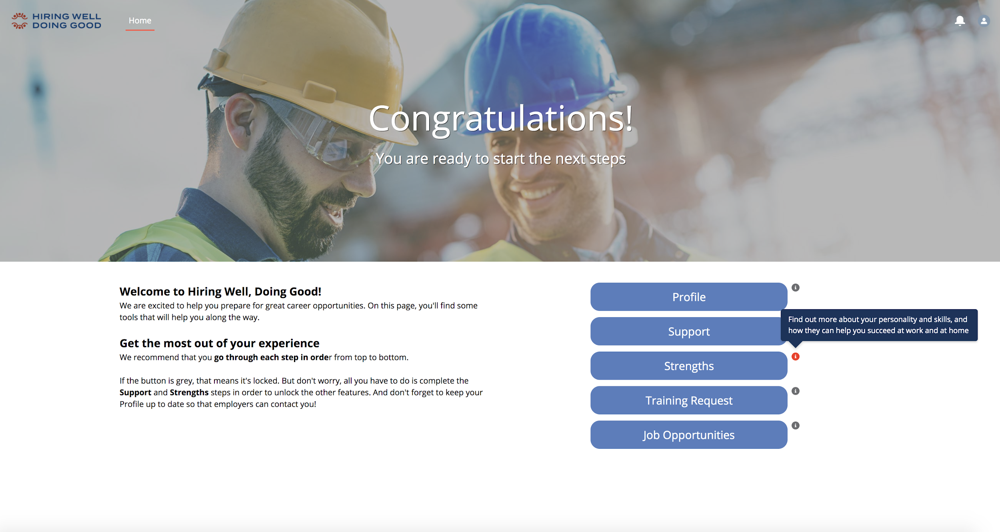 HIRING WELL
DOING GOOD
Home
Congratulations!
You are ready to start the next steps
Welcome to Hiring Well, Doing Good!
We are excited to help you prepare for great career opportunities. On this page, you'll find some
tools that will help you along the way.
Get the most out of your experience
We recommend that you go through each step in order from top to bottom.
If the button is grey, that means it's locked. But don't worry, all you have to do is complete the
Support and Strengths steps in order to unlock the other features. And don't forget to keep your
Profile up to date so that employers can contact you!
Profile
Support
Find out more about your personality and skills, and
how they can help you succeed at work and at home
Strengths
Training Request
Job Opportunities